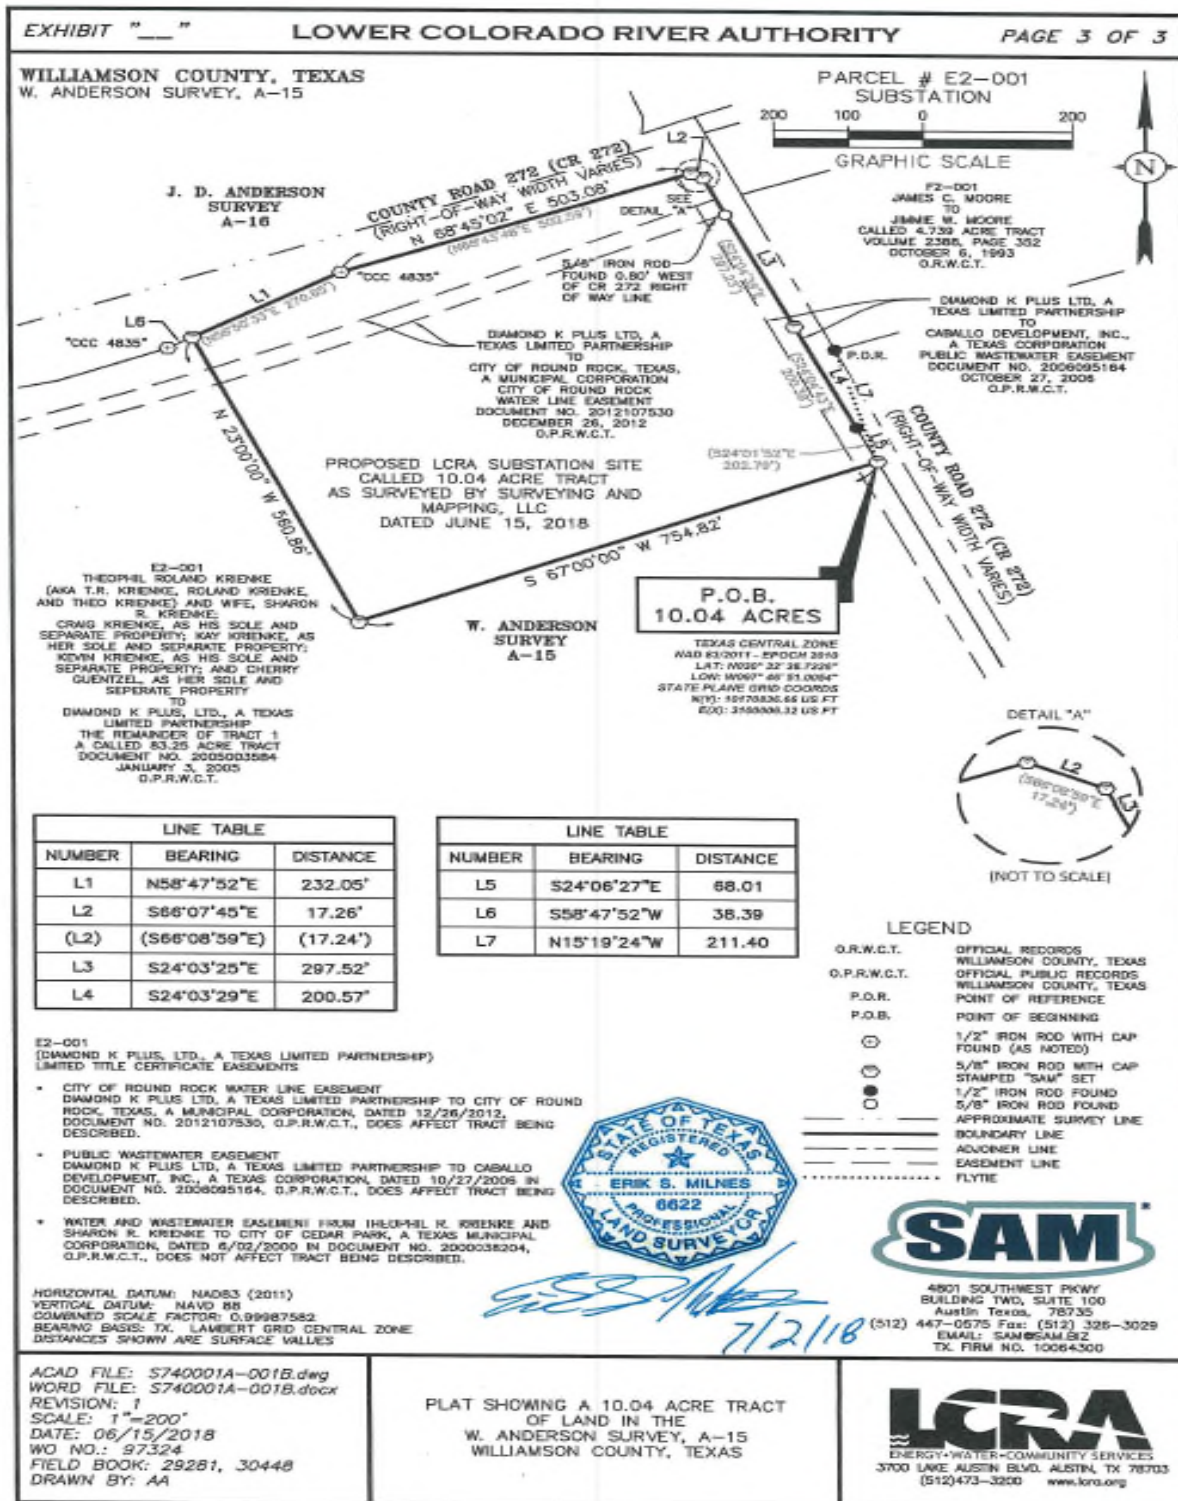 EXHIBIT "__"
LOWER COLORADO RIVER AUTHORITY
PAGE 3 OF 3
WILLIAMSON COUNTY, TEXAS
W. ANDERSON SURVEY, A-15
PARCEL # E2-001
SUBSTATION
200 100 0 200
GRAPHIC SCALE
N
J. D. ANDERSON
SURVEY
A-16
COUNTY ROAD 272 (CR 272)
(RIGHT-OF-WAY WIDTH VARIES)
N 68°45'02" E 503.08'
L2
SEE
DETAIL "A"
F2-001
JAMES C. MOORE
TO
JIMMIE W. MOORE
CALLED 4.739 ACRE TRACT
VOLUME 2388, PAGE 352
OCTOBER 6, 1993
O.R.W.C.T.
5/8" IRON ROD
FOUND 0.80' WEST
OF CR 272 RIGHT
OF WAY LINE
L3
"CCC 4835"
L1
L6
"CCC 4835"
DIAMOND K PLUS LTD, A
TEXAS LIMITED PARTNERSHIP
TO
CITY OF ROUND ROCK, TEXAS,
A MUNICIPAL CORPORATION
CITY OF ROUND ROCK
WATER LINE EASEMENT
DOCUMENT NO. 2012107530
DECEMBER 26, 2012
O.P.R.W.C.T.
DIAMOND K PLUS LTD, A
TEXAS LIMITED PARTNERSHIP
TO
CABALLO DEVELOPMENT, INC.,
A TEXAS CORPORATION
PUBLIC WASTEWATER EASEMENT
DOCUMENT NO. 2006095164
OCTOBER 27, 2006
O.P.R.W.C.T.
P.O.R.
L4
L7
L5
(S24°01'52"E
202.79')
COUNTY ROAD 272 (CR 272)
(RIGHT-OF-WAY WIDTH VARIES)
N 23°00'00" W 560.86'
PROPOSED LCRA SUBSTATION SITE
CALLED 10.04 ACRE TRACT
AS SURVEYED BY SURVEYING AND
MAPPING, LLC
DATED JUNE 15, 2018
S 67°00'00" W 754.82'
P.O.B.
10.04 ACRES
W. ANDERSON
SURVEY
A-15
TEXAS CENTRAL ZONE
NAD 83/2011 - EPOCH 2010
STATE PLANE GRID COORDS
E2-001
THEOPHIL ROLAND KRIENKE
(AKA T.R. KRIENKE, ROLAND KRIENKE,
AND THEO KRIENKE) AND WIFE, SHARON
R. KRIENKE;
CRAIG KRIENKE, AS HIS SOLE AND
SEPARATE PROPERTY; KAY KRIENKE, AS
HER SOLE AND SEPARATE PROPERTY;
KEVIN KRIENKE, AS HIS SOLE AND
SEPARATE PROPERTY; AND CHERRY
GUENTZEL, AS HER SOLE AND
SEPERATE PROPERTY
TO
DIAMOND K PLUS, LTD., A TEXAS
LIMITED PARTNERSHIP
THE REMAINDER OF TRACT 1
A CALLED 83.25 ACRE TRACT
DOCUMENT NO. 2005003584
JANUARY 3, 2005
O.P.R.W.C.T.
DETAIL "A"
L2
(S66°08'59"E
17.24')
L3
(NOT TO SCALE)
LINE TABLE
NUMBER BEARING DISTANCE
L1 N58°47'52"E 232.05'
L2 S66°07'45"E 17.26'
(L2) (S66°08'59"E) (17.24')
L3 S24°03'25"E 297.52'
L4 S24°03'29"E 200.57'
LINE TABLE
NUMBER BEARING DISTANCE
L5 S24°06'27"E 68.01
L6 S58°47'52"W 38.39
L7 N15°19'24"W 211.40
LEGEND
O.R.W.C.T. OFFICIAL RECORDS
WILLIAMSON COUNTY, TEXAS
O.P.R.W.C.T. OFFICIAL PUBLIC RECORDS
WILLIAMSON COUNTY, TEXAS
P.O.R. POINT OF REFERENCE
P.O.B. POINT OF BEGINNING
1/2" IRON ROD WITH CAP
FOUND (AS NOTED)
5/8" IRON ROD WITH CAP
STAMPED "SAM" SET
1/2" IRON ROD FOUND
5/8" IRON ROD FOUND
APPROXIMATE SURVEY LINE
BOUNDARY LINE
ADJOINER LINE
EASEMENT LINE
FLYTIE
E2-001
(DIAMOND K PLUS, LTD., A TEXAS LIMITED PARTNERSHIP)
LIMITED TITLE CERTIFICATE EASEMENTS
• CITY OF ROUND ROCK WATER LINE EASEMENT
DIAMOND K PLUS LTD, A TEXAS LIMITED PARTNERSHIP TO CITY OF ROUND
ROCK, TEXAS, A MUNICIPAL CORPORATION, DATED 12/26/2012,
DOCUMENT NO. 2012107530, O.P.R.W.C.T., DOES AFFECT TRACT BEING
DESCRIBED.
• PUBLIC WASTEWATER EASEMENT
DIAMOND K PLUS LTD, A TEXAS LIMITED PARTNERSHIP TO CABALLO
DEVELOPMENT, INC., A TEXAS CORPORATION, DATED 10/27/2006 IN
DOCUMENT NO. 2006095164, O.P.R.W.C.T., DOES AFFECT TRACT BEING
DESCRIBED.
• WATER AND WASTEWATER EASEMENT FROM THEOPHIL R. KRIENKE AND
SHARON R. KRIENKE TO CITY OF CEDAR PARK, A TEXAS MUNICIPAL
CORPORATION, DATED 6/02/2000 IN DOCUMENT NO. 2000038204,
O.P.R.W.C.T., DOES NOT AFFECT TRACT BEING DESCRIBED.
STATE OF TEXAS
REGISTERED
ERIK S. MILNES
6622
PROFESSIONAL
LAND SURVEYOR
7/2/18
SAM
4801 SOUTHWEST PKWY
BUILDING TWO, SUITE 100
Austin Texas, 78735
(512) 447-0575 Fax: (512) 326-3029
EMAIL: SAM@SAM.BIZ
TX. FIRM NO. 10064300
HORIZONTAL DATUM: NAD83 (2011)
VERTICAL DATUM: NAVD 88
COMBINED SCALE FACTOR: 0.99987582
BEARING BASIS: TX. LAMBERT GRID CENTRAL ZONE
DISTANCES SHOWN ARE SURFACE VALUES
ACAD FILE: S740001A-001B.dwg
WORD FILE: S740001A-001B.docx
REVISION: 1
SCALE: 1"=200'
DATE: 06/15/2018
WO NO.: 97324
FIELD BOOK: 29281, 30448
DRAWN BY: AA
PLAT SHOWING A 10.04 ACRE TRACT
OF LAND IN THE
W. ANDERSON SURVEY, A-15
WILLIAMSON COUNTY, TEXAS
LCRA
ENERGY•WATER•COMMUNITY SERVICES
3700 LAKE AUSTIN BLVD. AUSTIN, TX 78703
(512)473-3200 www.lcra.org